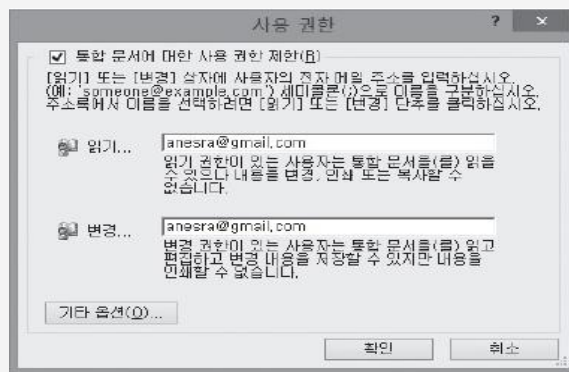 사용 권한
? ×
통합 문서에 대한 사용 권한 제한(R)
[읽기] 또는 [변경] 상자에 사용자의 전자 메일 주소를 입력하십시오.
(예: 'someone@example.com') 세미콜론(;)으로 이름을 구분하십시오.
주소록에서 이름을 선택하려면 [읽기] 또는 [변경] 단추를 클릭하십시오.
읽기... anesra@gmail.com
읽기 권한이 있는 사용자는 통합 문서를(를) 읽을
수 있으나 내용을 변경, 인쇄 또는 복사할 수
없습니다.
변경... anesra@gmail.com
변경 권한이 있는 사용자는 통합 문서를(를) 읽고
편집하고 변경 내용을 저장할 수 있지만 내용을
인쇄할 수 없습니다.
기타 옵션(O)...
확인 취소